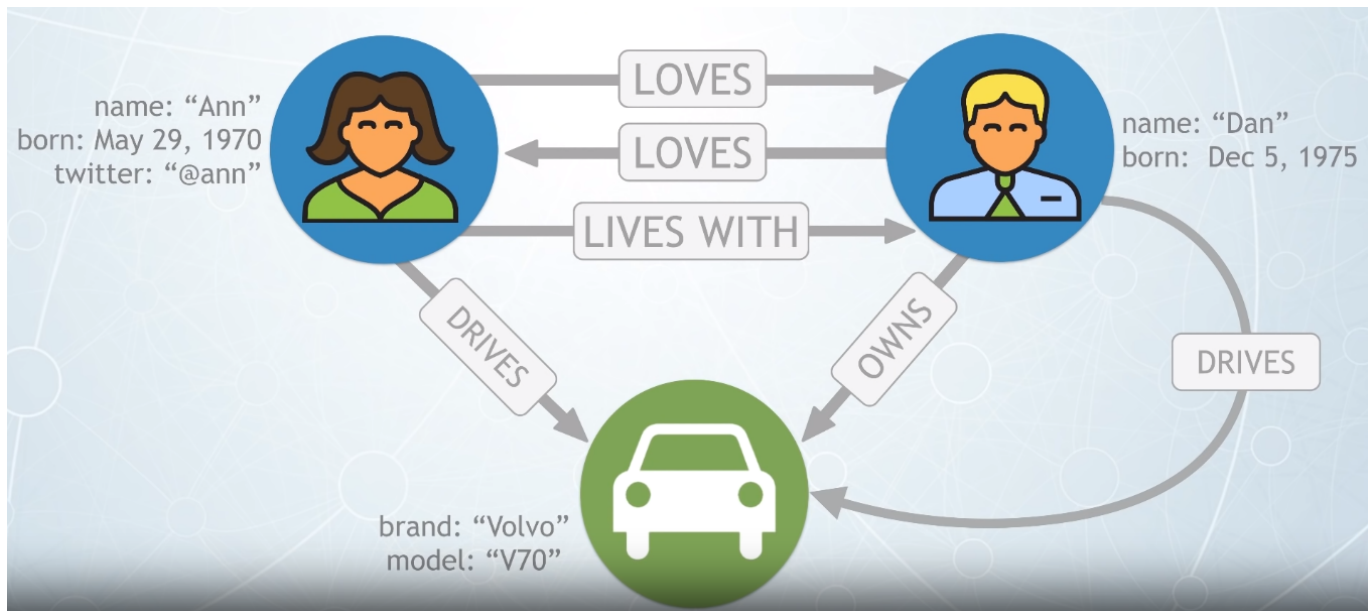 name: “Ann”
born: May 29, 1970
twitter: “@ann”
LOVES
LOVES
LIVES WITH
name: “Dan”
born: Dec 5, 1975
DRIVES
OWNS
DRIVES
brand: “Volvo”
model: “V70”